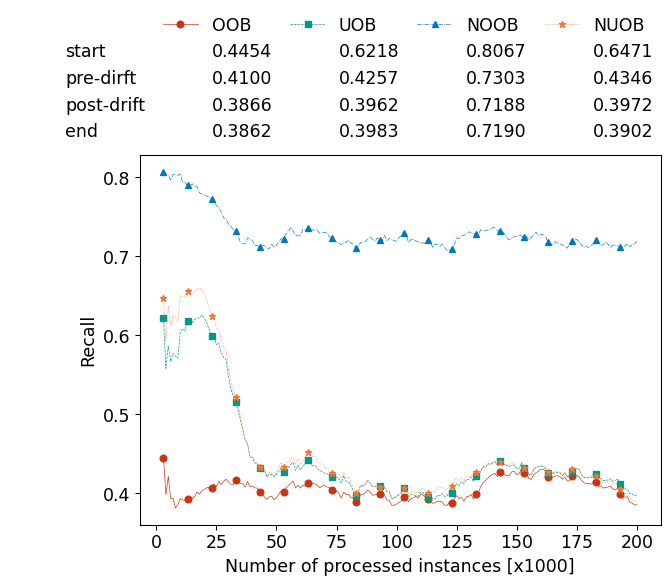 OOB UOB NOOB NUOB
start 0.4454 0.6218 0.8067 0.6471
pre-dirft 0.4100 0.4257 0.7303 0.4346
post-drift 0.3866 0.3962 0.7188 0.3972
end 0.3862 0.3983 0.7190 0.3902
0.8
0.7
0.6
0.5
0.4
Recall
0 25 50 75 100 125 150 175 200
Number of processed instances [x1000]